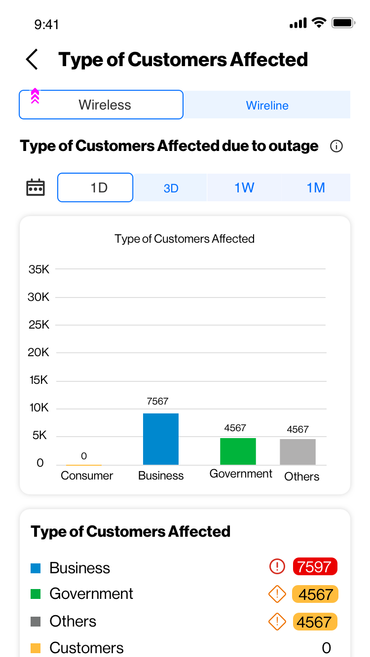 9:41
Type of Customers Affected
Wireless Wireline
Type of Customers Affected due to outage
1D 3D 1W 1M
Type of Customers Affected
35K
30K
25K
20K
15K
10K
5K
0
7567
4567
4567
0
Consumer Business Government Others
Type of Customers Affected
Business 7597
Government 4567
Others 4567
Customers 0